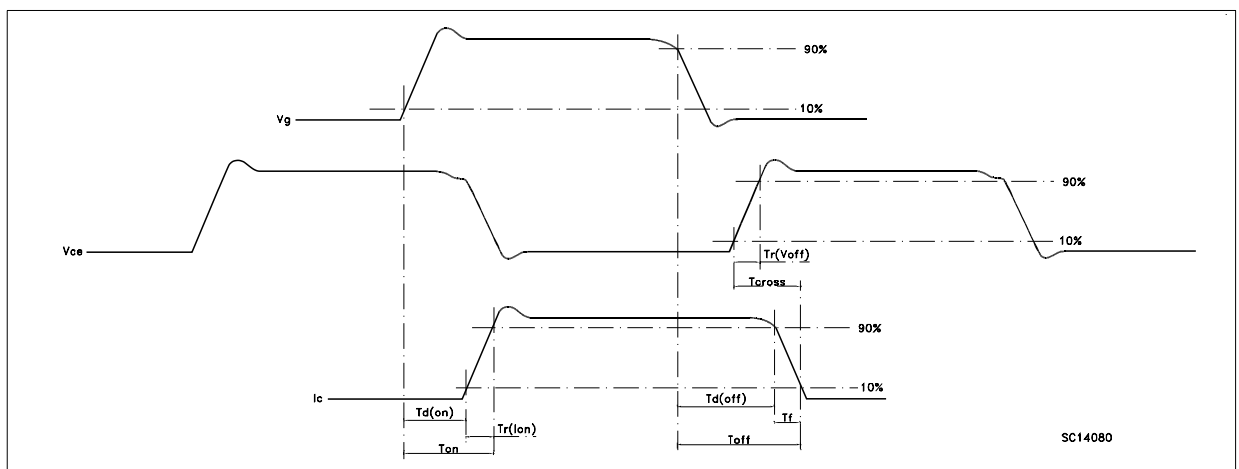 90%
10%
Vg
90%
Vce
10%
Tr(Voff)
Tcross
90%
10%
Ic
Td(on)
Td(off)
Tr(Ion)
Tf
Ton
Toff
SC14080